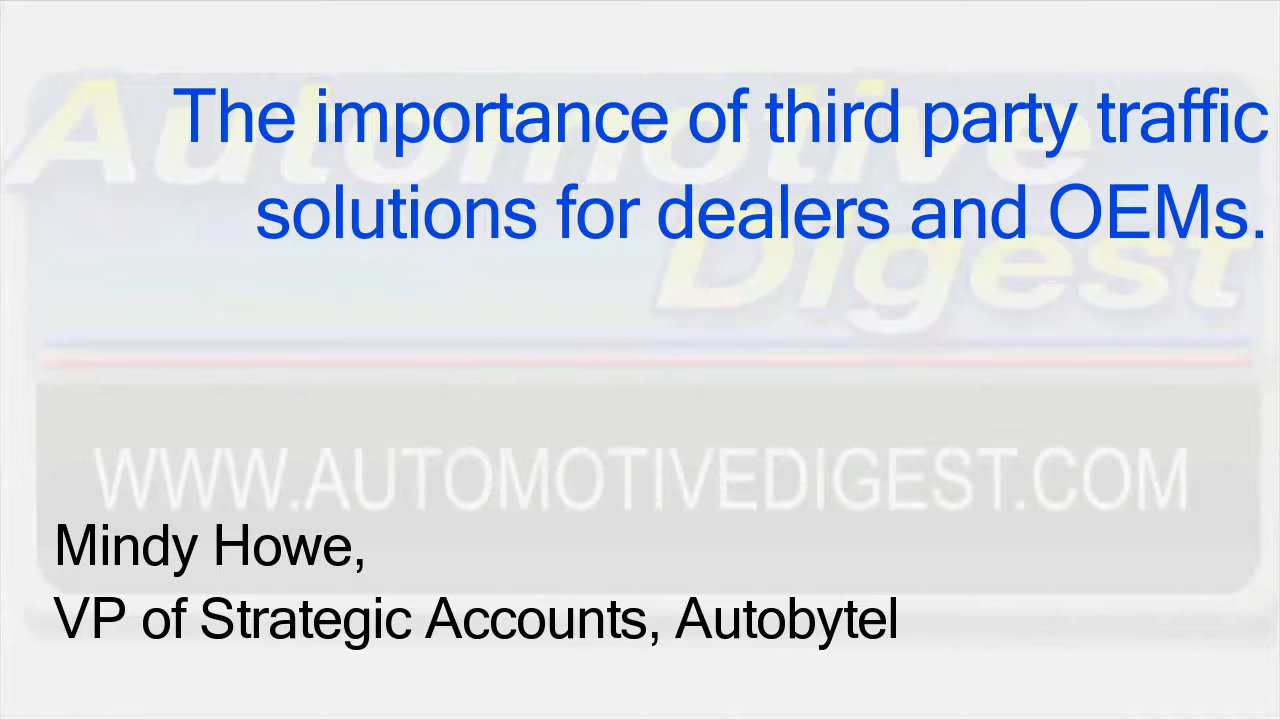 The importance of third party traffic
solutions for dealers and OEMs.
Automotive
Digest
WWW.AUTOMOTIVEDIGEST.COM
Mindy Howe,
VP of Strategic Accounts, Autobytel